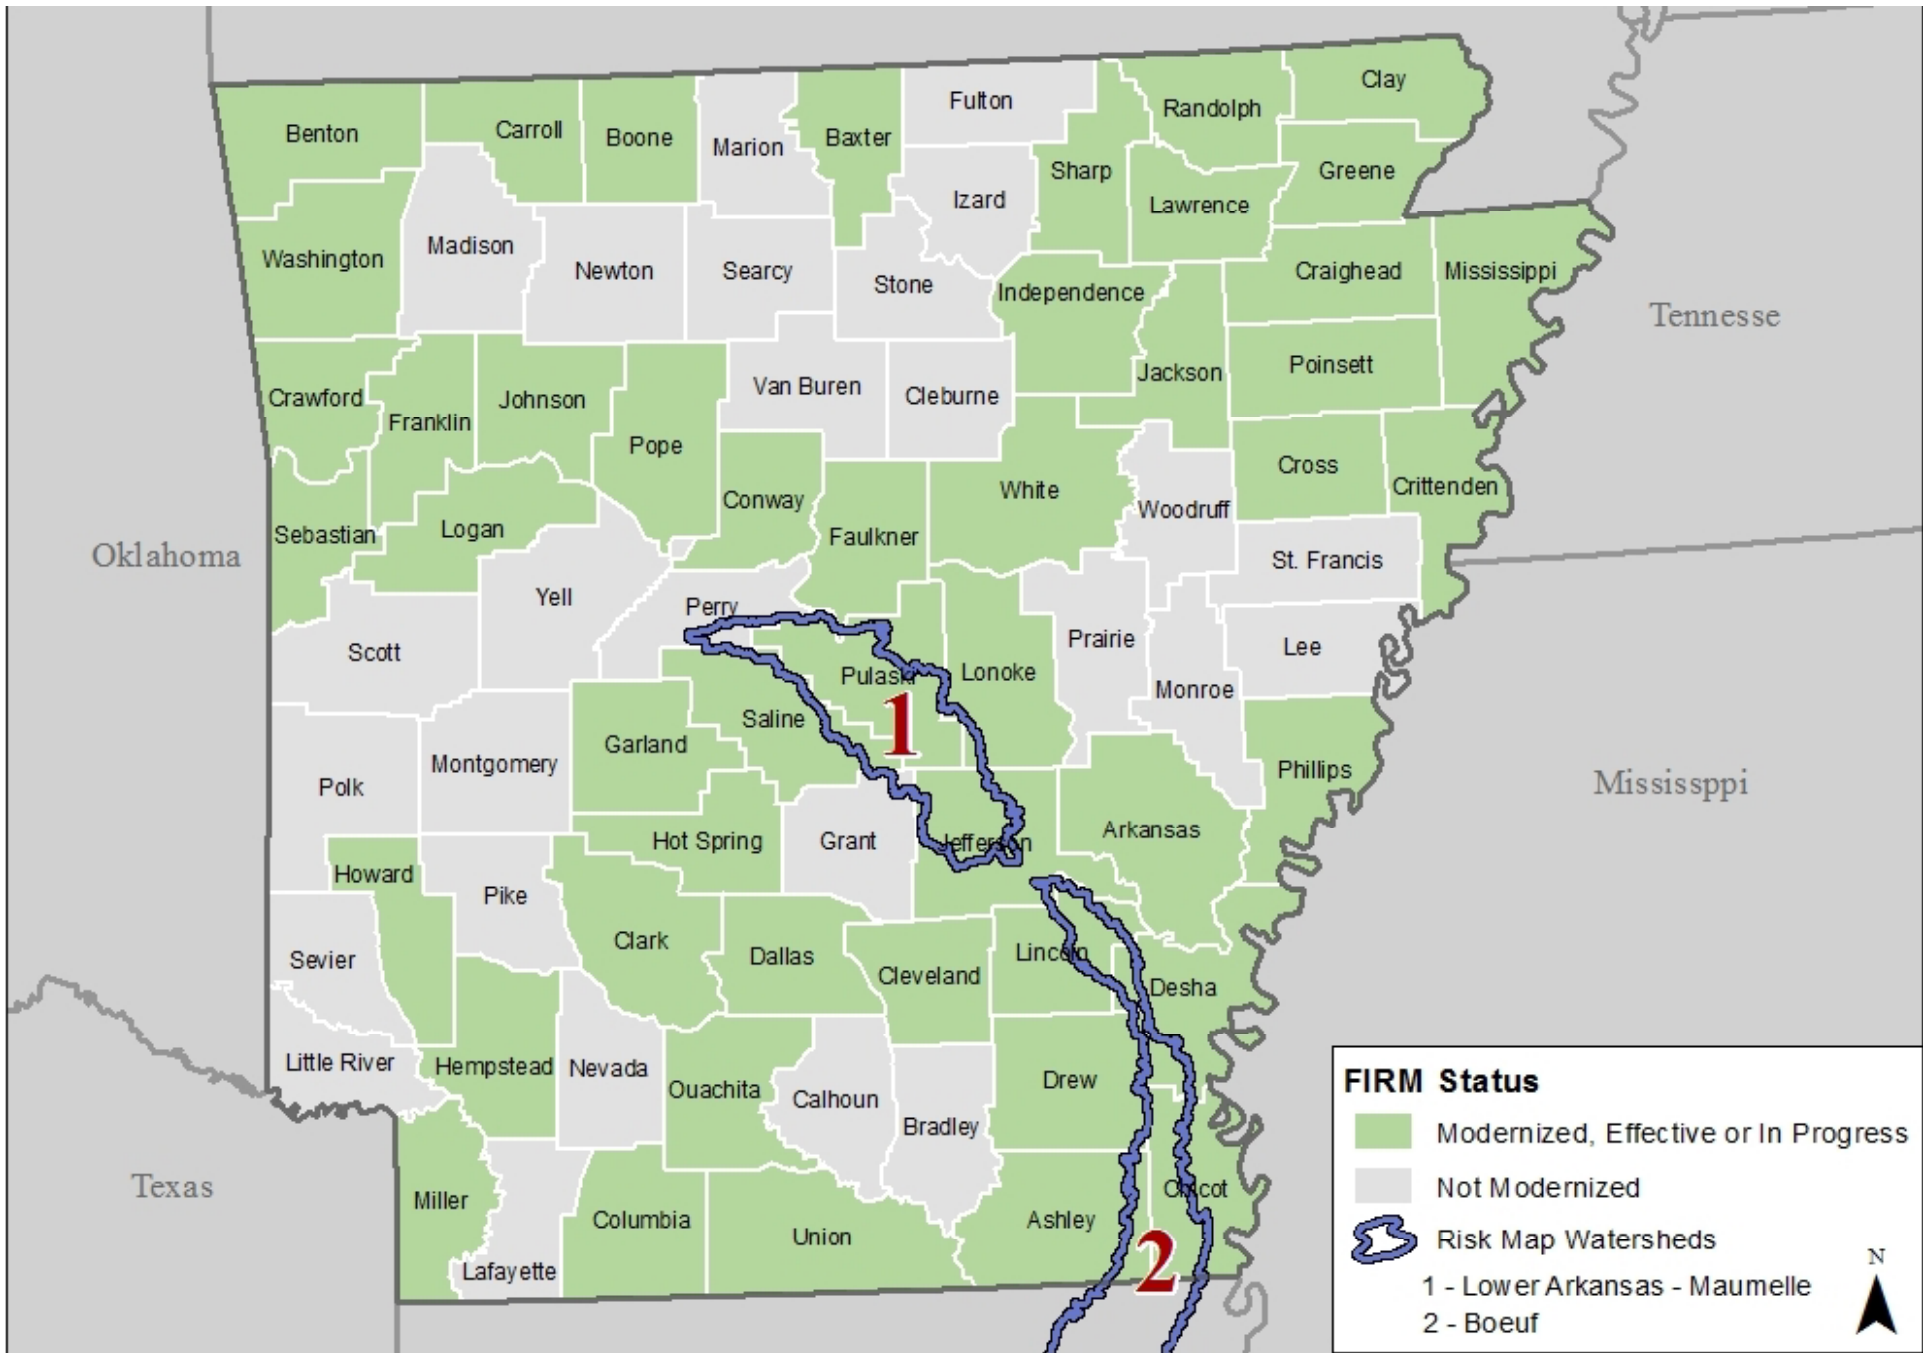 Clay
Fulton
Randolph
Benton
Carroll
Boone
Marion
Baxter
Sharp
Greene
Izard
Lawrence
Washington
Madison
Newton
Searcy
Stone
Independence
Craighead
Mississippi
Tennesse
Crawford
Franklin
Johnson
Pope
Van Buren
Cleburne
Jackson
Poinsett
Conway
White
Woodruff
Cross
Crittenden
Oklahoma
Sebastian
Logan
Faulkner
St. Francis
Yell
Perry
Scott
Pulaski
Lonoke
Prairie
Lee
Monroe
1
Saline
Garland
Montgomery
Polk
Phillips
Mississppi
Hot Spring
Grant
Jefferson
Arkansas
Howard
Pike
Clark
Dallas
Cleveland
Lincoln
Desha
Sevier
Little River
Hempstead
Nevada
Ouachita
Calhoun
Bradley
Drew
Texas
Miller
Columbia
Union
Ashley
Chicot
Lafayette
2
FIRM Status
Modernized, Effective or In Progress
Not Modernized
Risk Map Watersheds
1 - Lower Arkansas - Maumelle
2 - Boeuf
N